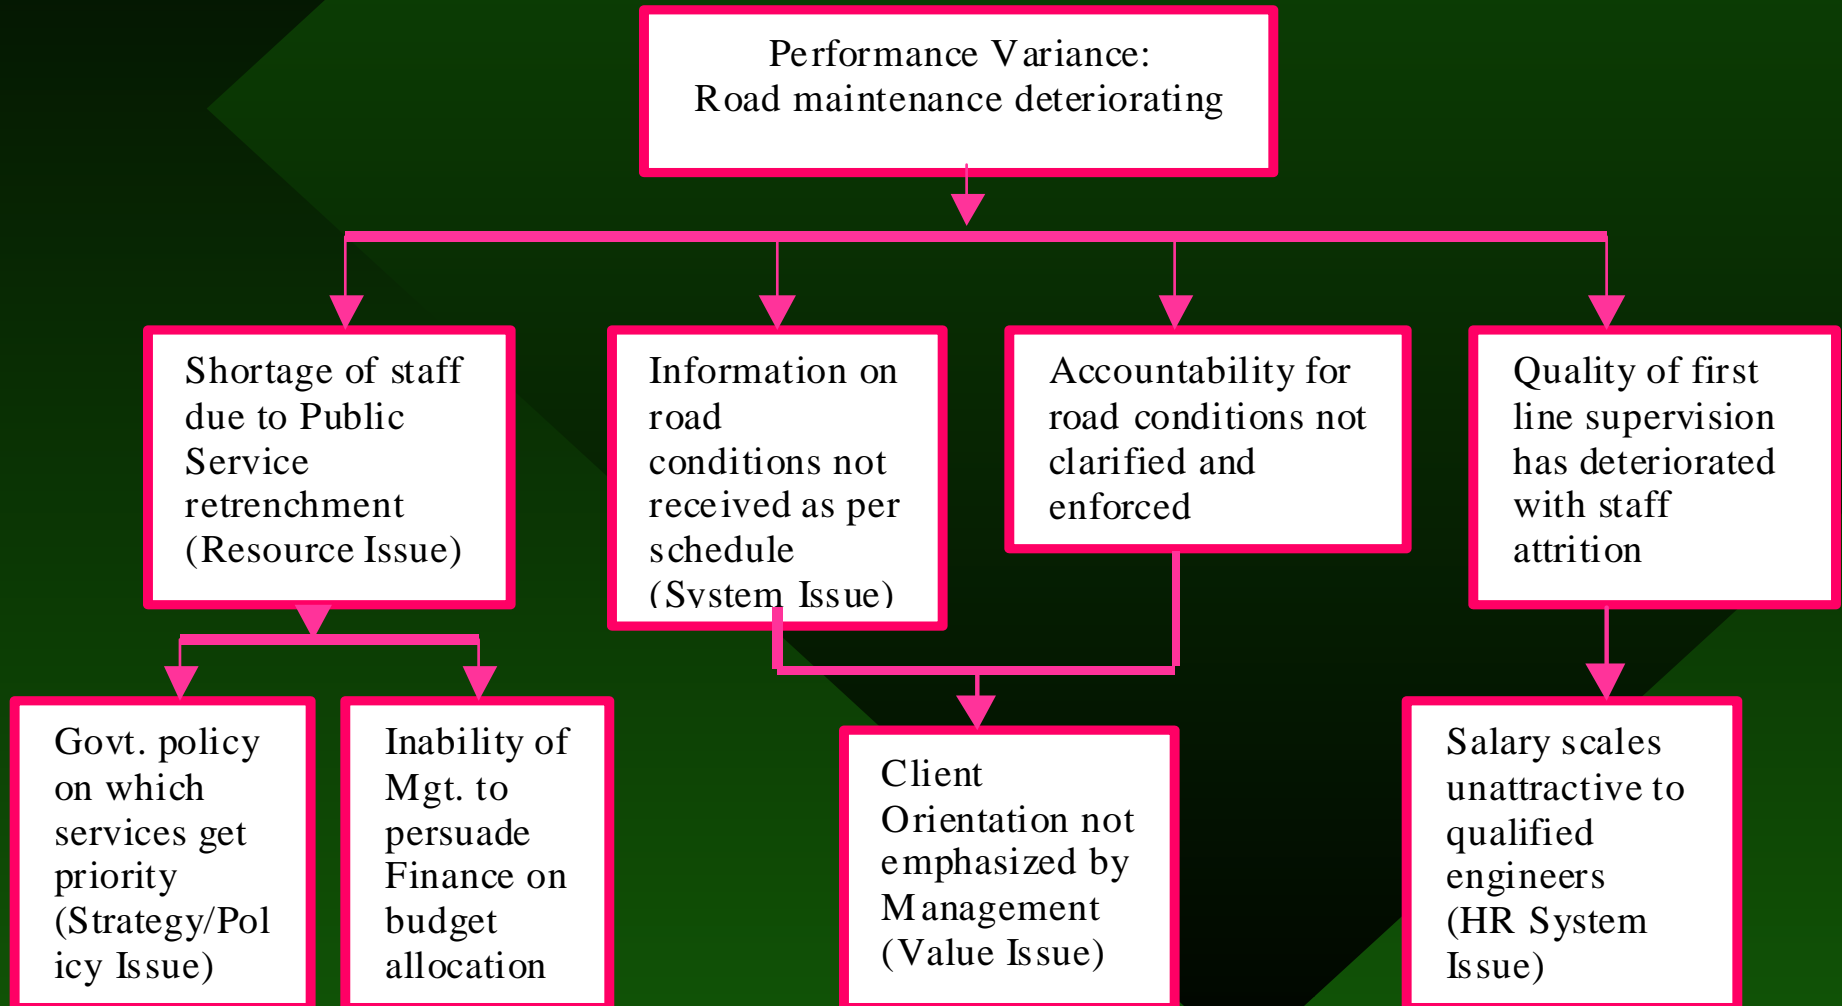 Performance Variance:
Road maintenance deteriorating
Shortage of staff
due to Public
Service
retrenchment
(Resource Issue)
Information on
road
conditions not
received as per
schedule
(System Issue)
Accountability for
road conditions not
clarified and
enforced
Quality of first
line supervision
has deteriorated
with staff
attrition
Govt. policy
on which
services get
priority
(Strategy/Pol
icy Issue)
Inability of
Mgt. to
persuade
Finance on
budget
allocation
Client
Orientation not
emphasized by
Management
(Value Issue)
Salary scales
unattractive to
qualified
engineers
(HR System
Issue)